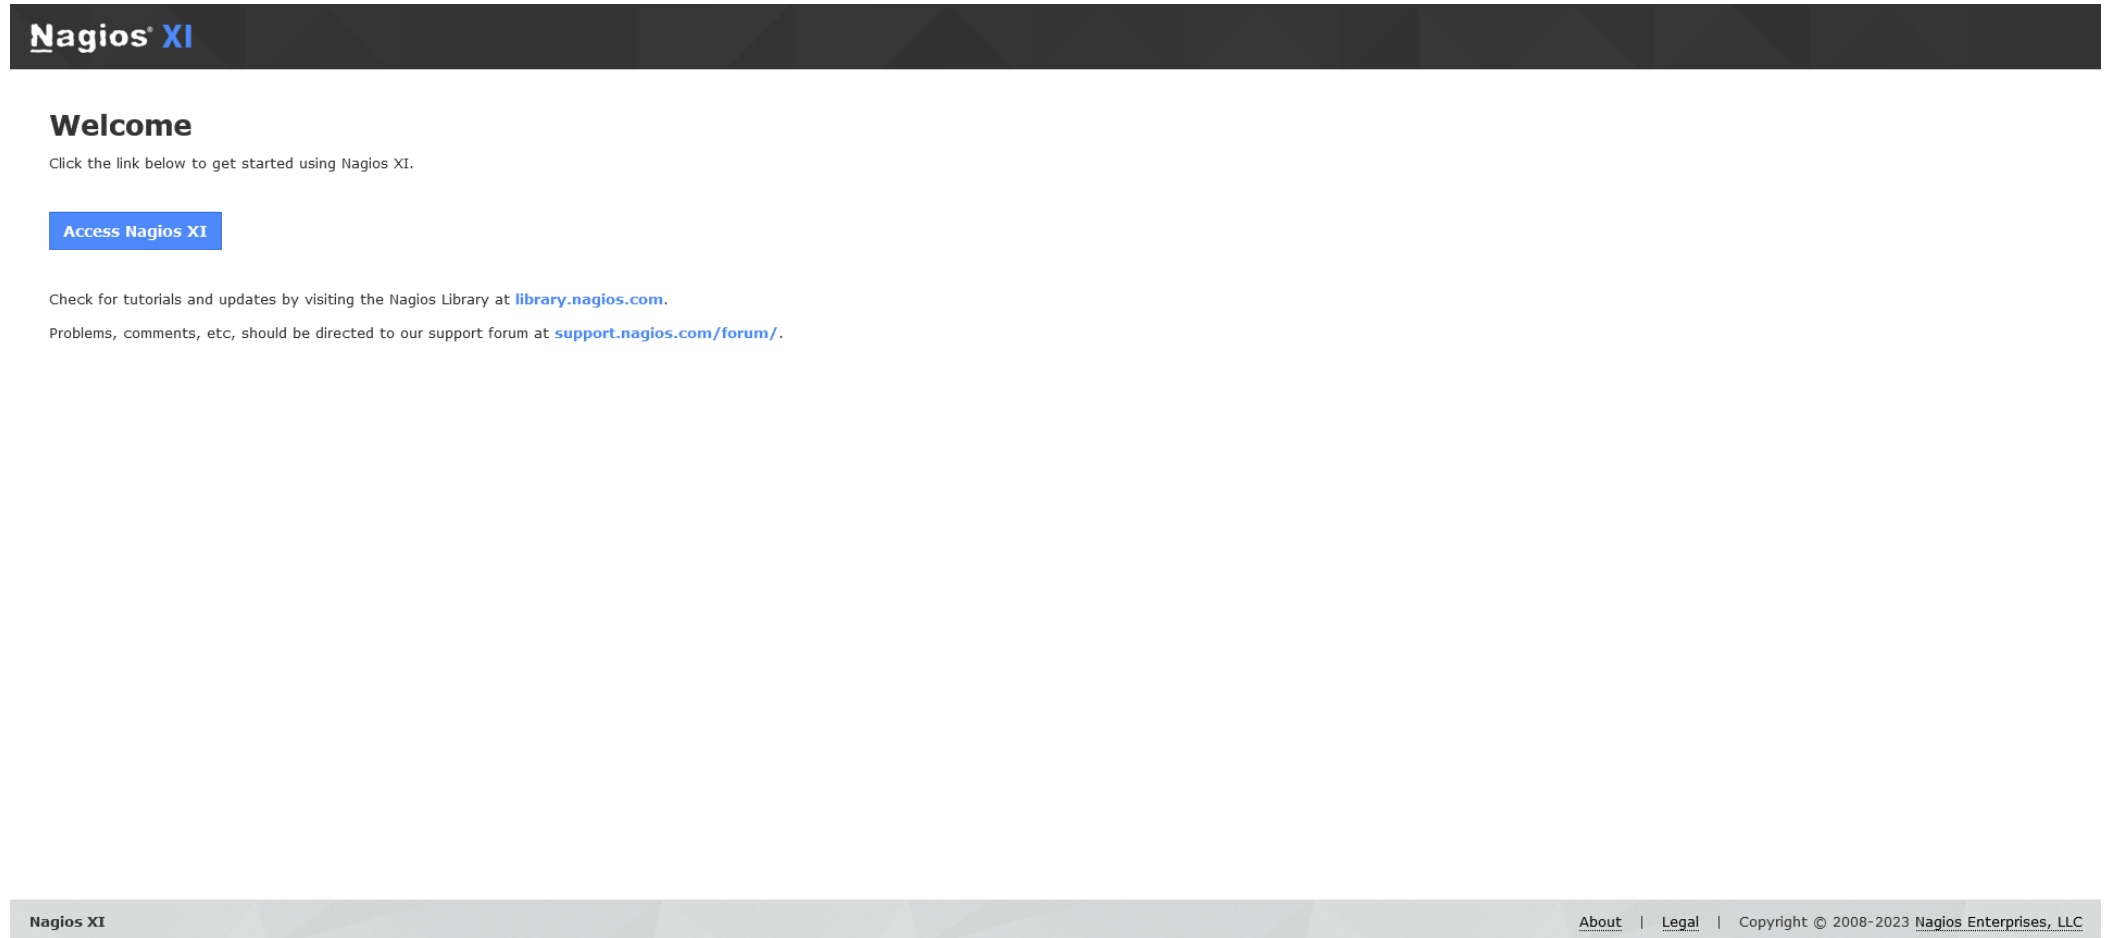 Nagios® XI
Welcome
Click the link below to get started using Nagios XI.
Access Nagios XI
Check for tutorials and updates by visiting the Nagios Library at library.nagios.com.
Problems, comments, etc, should be directed to our support forum at support.nagios.com/forum/.
Nagios XI About | Legal | Copyright © 2008-2023 Nagios Enterprises, LLC